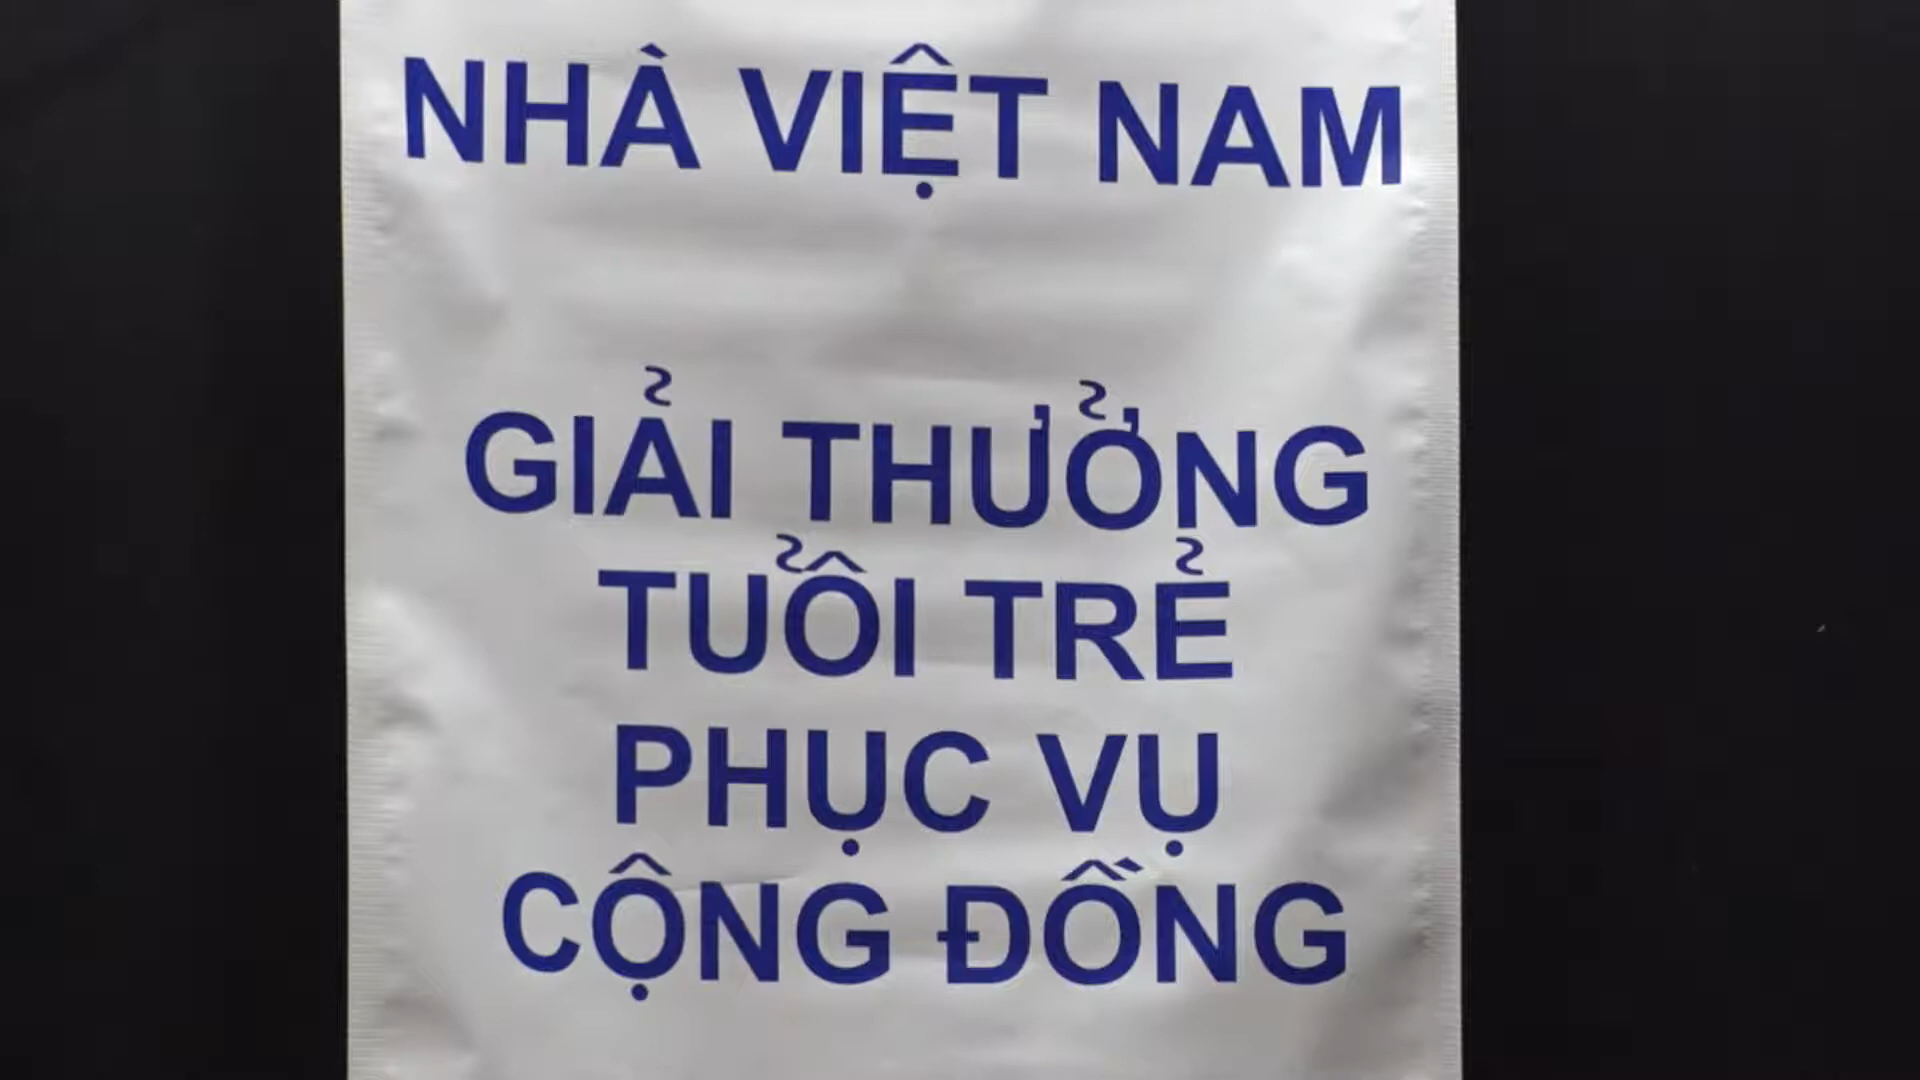 NHÀ VIỆT NAM
GIẢI THƯỞNG
TUỔI TRẺ
PHỤC VỤ
CỘNG ĐỒNG